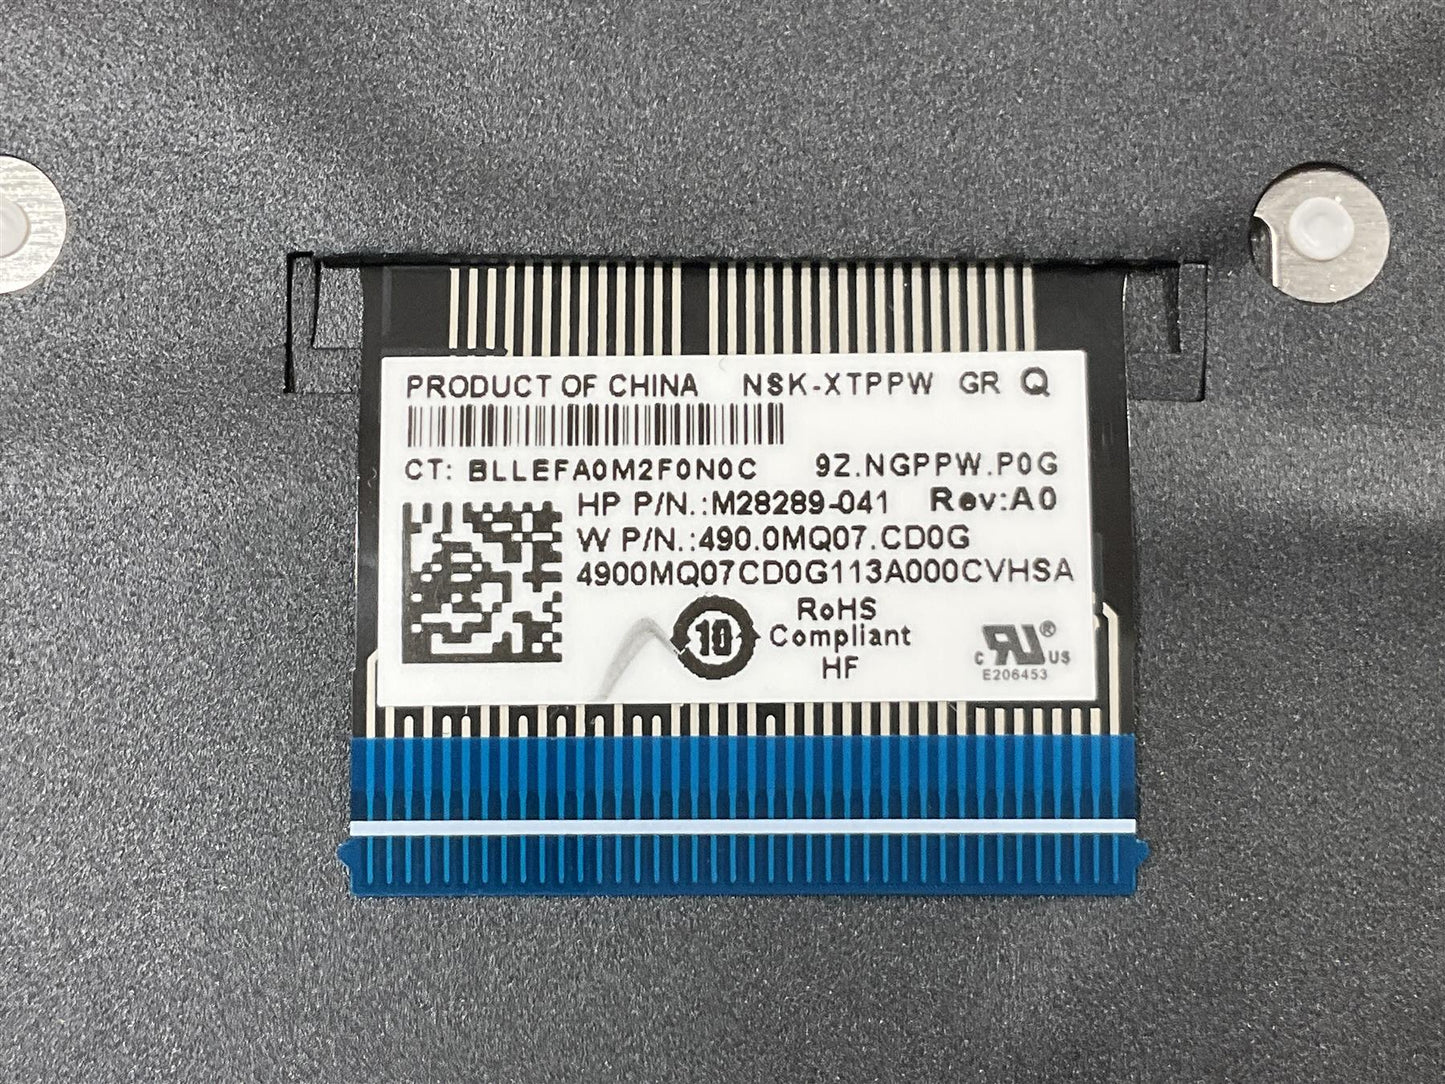 PRODUCT OF CHINA NSK-XTPPW GR Q
CT: BLLEFA0M2F0N0C 9Z.NGPPW.P0G
HP P/N.:M28289-041 Rev:A0
W P/N.:490.0MQ07.CD0G
4900MQ07CD0G113A000CVHSA
10
RoHS
Compliant
HF
c RU ® US
E206453